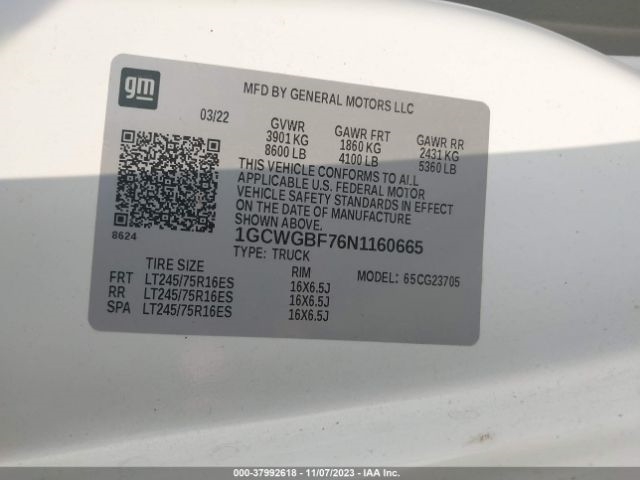 gm
MFD BY GENERAL MOTORS LLC
03/22
GVWR
3901 KG
8600 LB
GAWR FRT
1860 KG
4100 LB
GAWR RR
2431 KG
5360 LB
THIS VEHICLE CONFORMS TO ALL
APPLICABLE U.S. FEDERAL MOTOR
VEHICLE SAFETY STANDARDS IN EFFECT
ON THE DATE OF MANUFACTURE
SHOWN ABOVE.
8624
1GCWGBF76N1160665
TYPE: TRUCK
MODEL: 65CG23705
TIRE SIZE RIM
FRT LT245/75R16ES 16X6.5J
RR LT245/75R16ES 16X6.5J
SPA LT245/75R16ES 16X6.5J
000-37992618 - 11/07/2023 - IAA Inc.